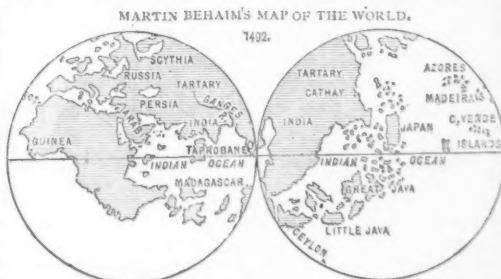 MARTIN BEHAIM'S MAP OF THE WORLD.
1492.
SCYTHIA
RUSSIA
TARTARY
PERSIA
GANGES
INDIA
ARAB
GUINEA
TAPROBANE
INDIAN OCEAN
MADAGASCAR
TARTARY
CATHAY
INDIA
AZORES
MADEIRAS
C. VERDE
ISLANDS
JAPAN
INDIAN OCEAN
GREAT JAVA
LITTLE JAVA
CEYLON